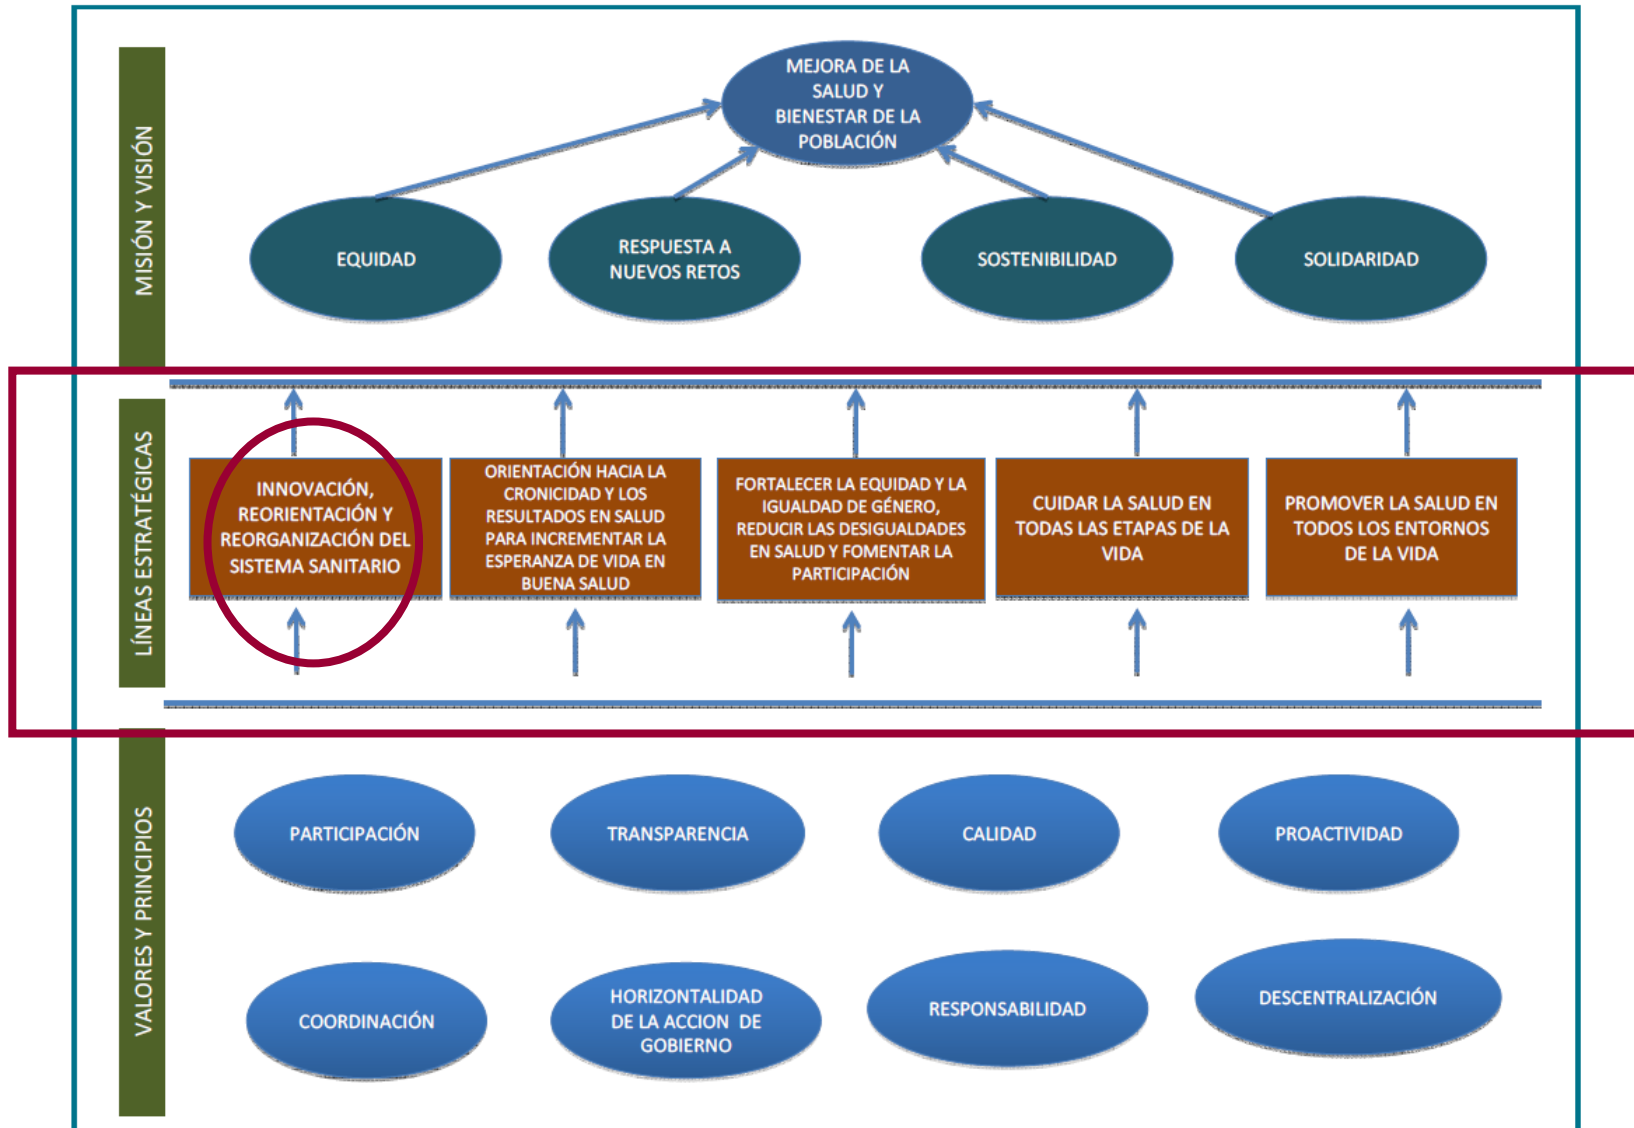 MISIÓN Y VISIÓN
MEJORA DE LA
SALUD Y
BIENESTAR DE LA
POBLACIÓN
EQUIDAD
RESPUESTA A
NUEVOS RETOS
SOSTENIBILIDAD
SOLIDARIDAD
LÍNEAS ESTRATÉGICAS
INNOVACIÓN,
REORIENTACIÓN Y
REORGANIZACIÓN DEL
SISTEMA SANITARIO
ORIENTACIÓN HACIA LA
CRONICIDAD Y LOS
RESULTADOS EN SALUD
PARA INCREMENTAR LA
ESPERANZA DE VIDA EN
BUENA SALUD
FORTALECER LA EQUIDAD Y LA
IGUALDAD DE GÉNERO,
REDUCIR LAS DESIGUALDADES
EN SALUD Y FOMENTAR LA
PARTICIPACIÓN
CUIDAR LA SALUD EN
TODAS LAS ETAPAS DE LA
VIDA
PROMOVER LA SALUD EN
TODOS LOS ENTORNOS
DE LA VIDA
VALORES Y PRINCIPIOS
PARTICIPACIÓN
TRANSPARENCIA
CALIDAD
PROACTIVIDAD
COORDINACIÓN
HORIZONTALIDAD
DE LA ACCION DE
GOBIERNO
RESPONSABILIDAD
DESCENTRALIZACIÓN